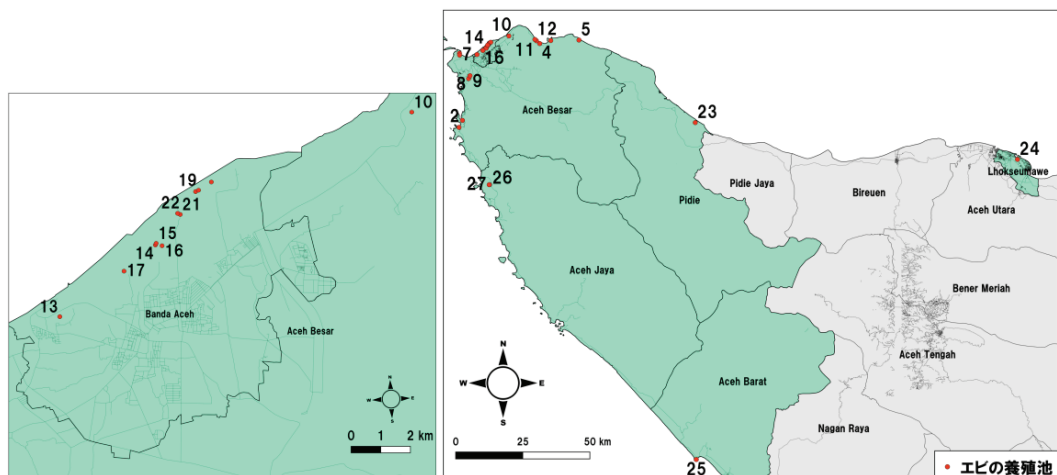 10
19
22 21
15
14 16
17
13
Banda Aceh
Aceh Besar
N
W E
S
0 1 2 km
10 12 5
14
7 16 11 4
8 9
Aceh Besar
2
23
24
Lhokseumawe
27 26
Pidie Jaya
Bireuen
Pidie
Aceh Utara
Aceh Jaya
Bener Meriah
Aceh Tengah
Aceh Barat
Nagan Raya
N
W E
S
0 25 50 km
25
エビの養殖池